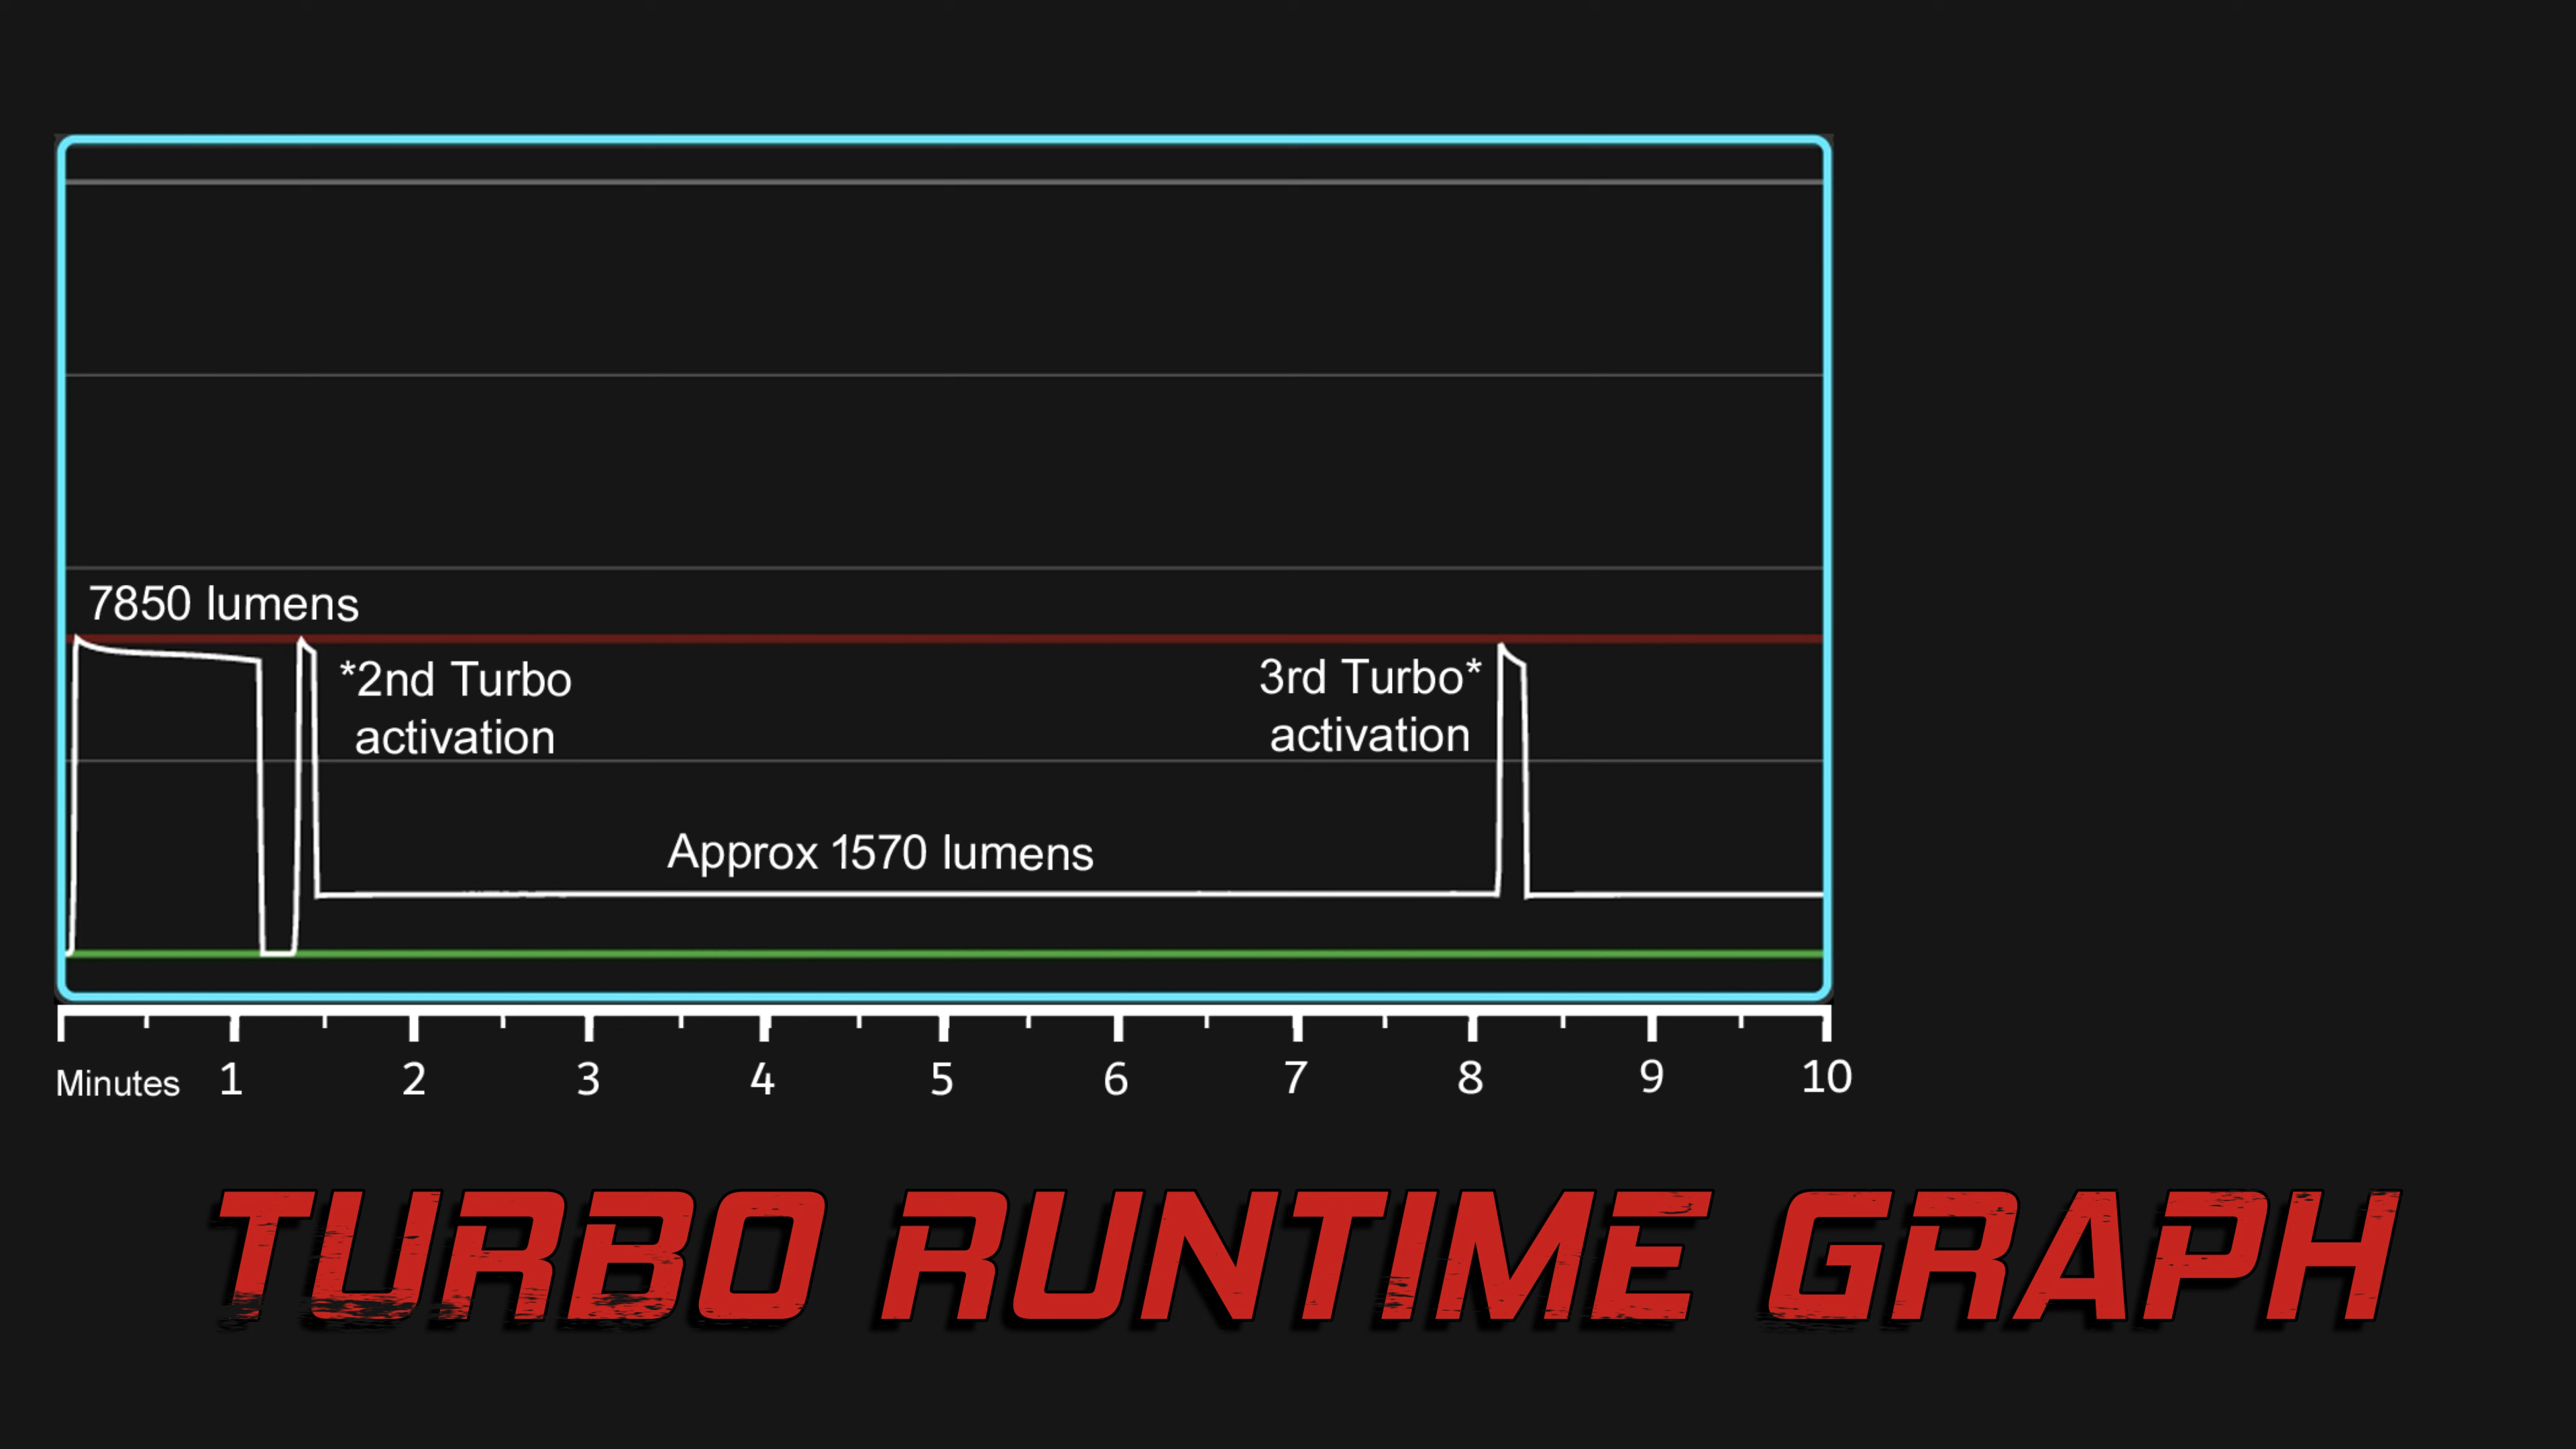 7850 lumens
*2nd Turbo
activation
3rd Turbo*
activation
Approx 1570 lumens
Minutes 1 2 3 4 5 6 7 8 9 10
TURBO RUNTIME GRAPH